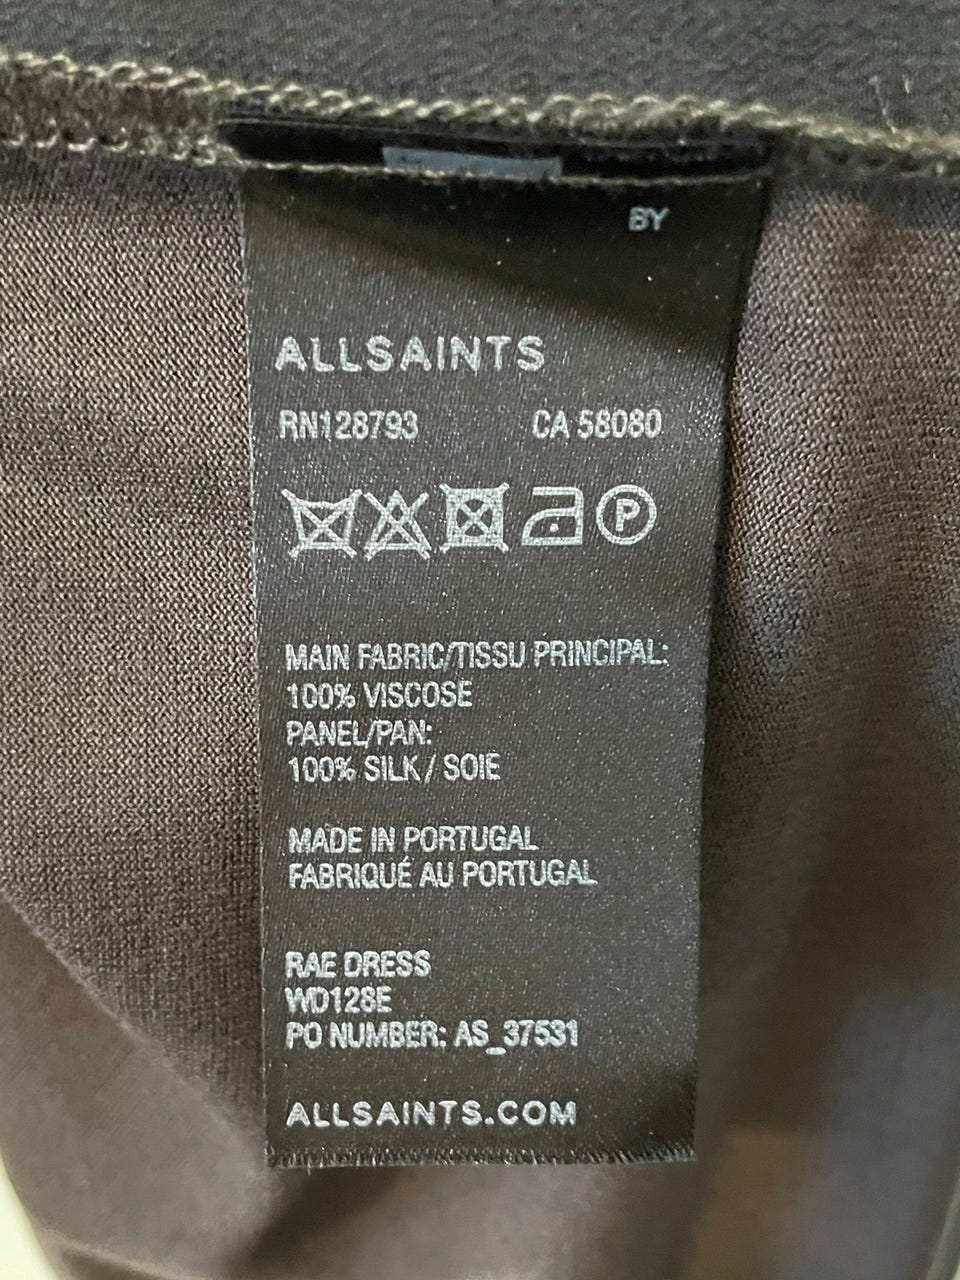 BY
ALLSAINTS
RN128793 CA 58080
P
MAIN FABRIC/TISSU PRINCIPAL:
100% VISCOSE
PANEL/PAN:
100% SILK / SOIE
MADE IN PORTUGAL
FABRIQUÉ AU PORTUGAL
RAE DRESS
WD128E
PO NUMBER: AS_37531
ALLSAINTS.COM